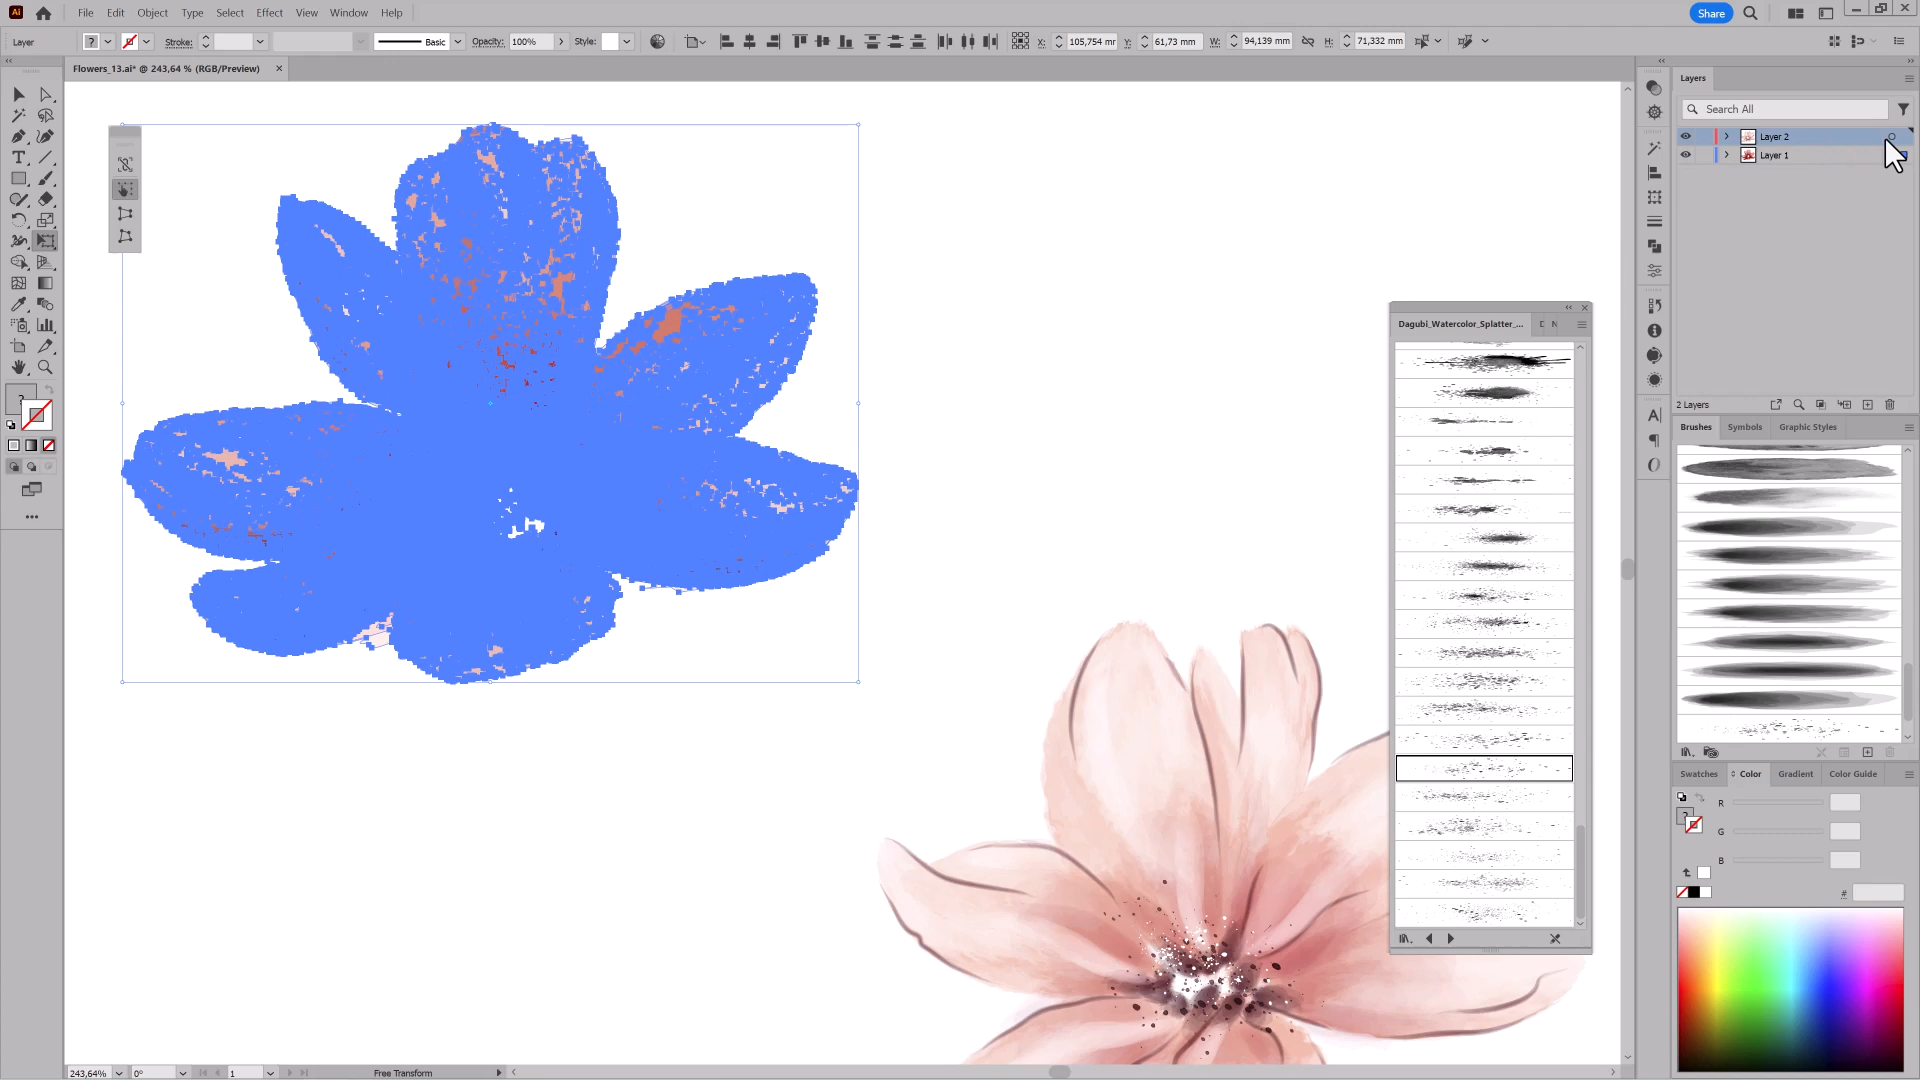 Ai File Edit Object Type Select Effect View Window Help Share
Layer Stroke: Basic Opacity: 100% Style: X: 105,754 mr Y: 61,73 mm W: 94,139 mm H: 71,332 mm
Flowers_13.ai* @ 243,64 % (RGB/Preview)
Layers
Search All
Layer 2
Layer 1
Dagubi_Watercolor_Splatter_...
2 Layers
Brushes Symbols Graphic Styles
Swatches Color Gradient Color Guide
R
G
B
#
243,64% 0° 1 Free Transform